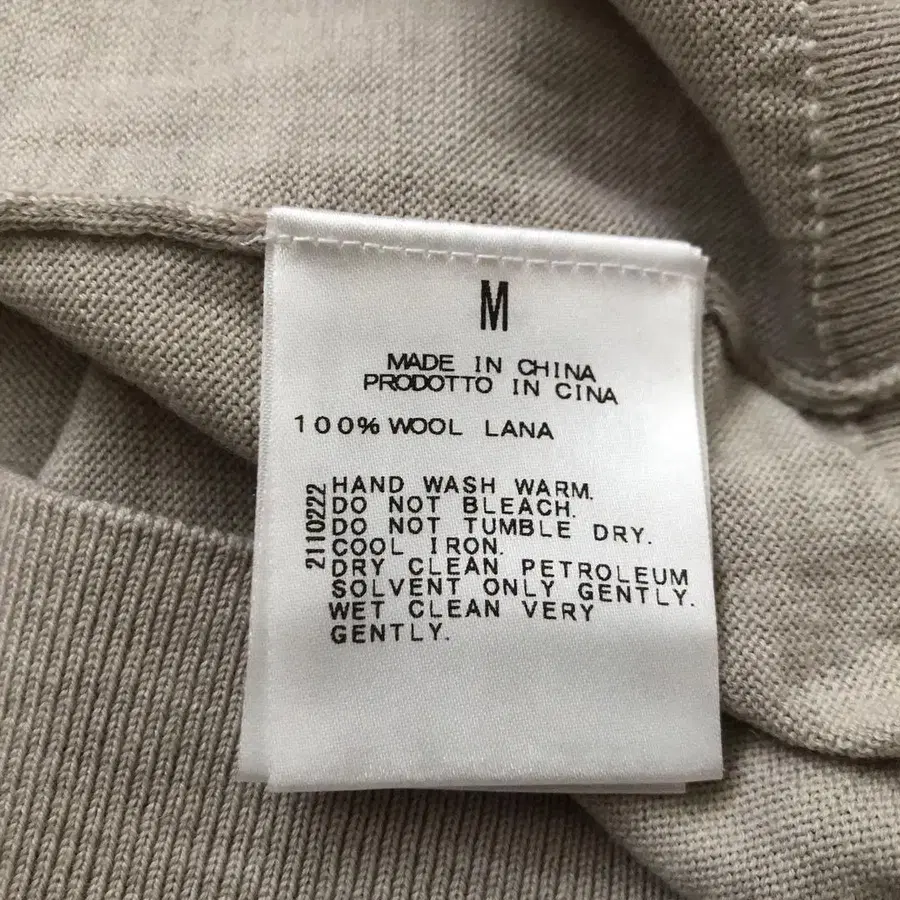 M
MADE IN CHINA
PRODOTTO IN CINA
100% WOOL LANA
2110222
HAND WASH WARM.
DO NOT BLEACH.
DO NOT TUMBLE DRY.
COOL IRON.
DRY CLEAN PETROLEUM
SOLVENT ONLY GENTLY.
WET CLEAN VERY
GENTLY.